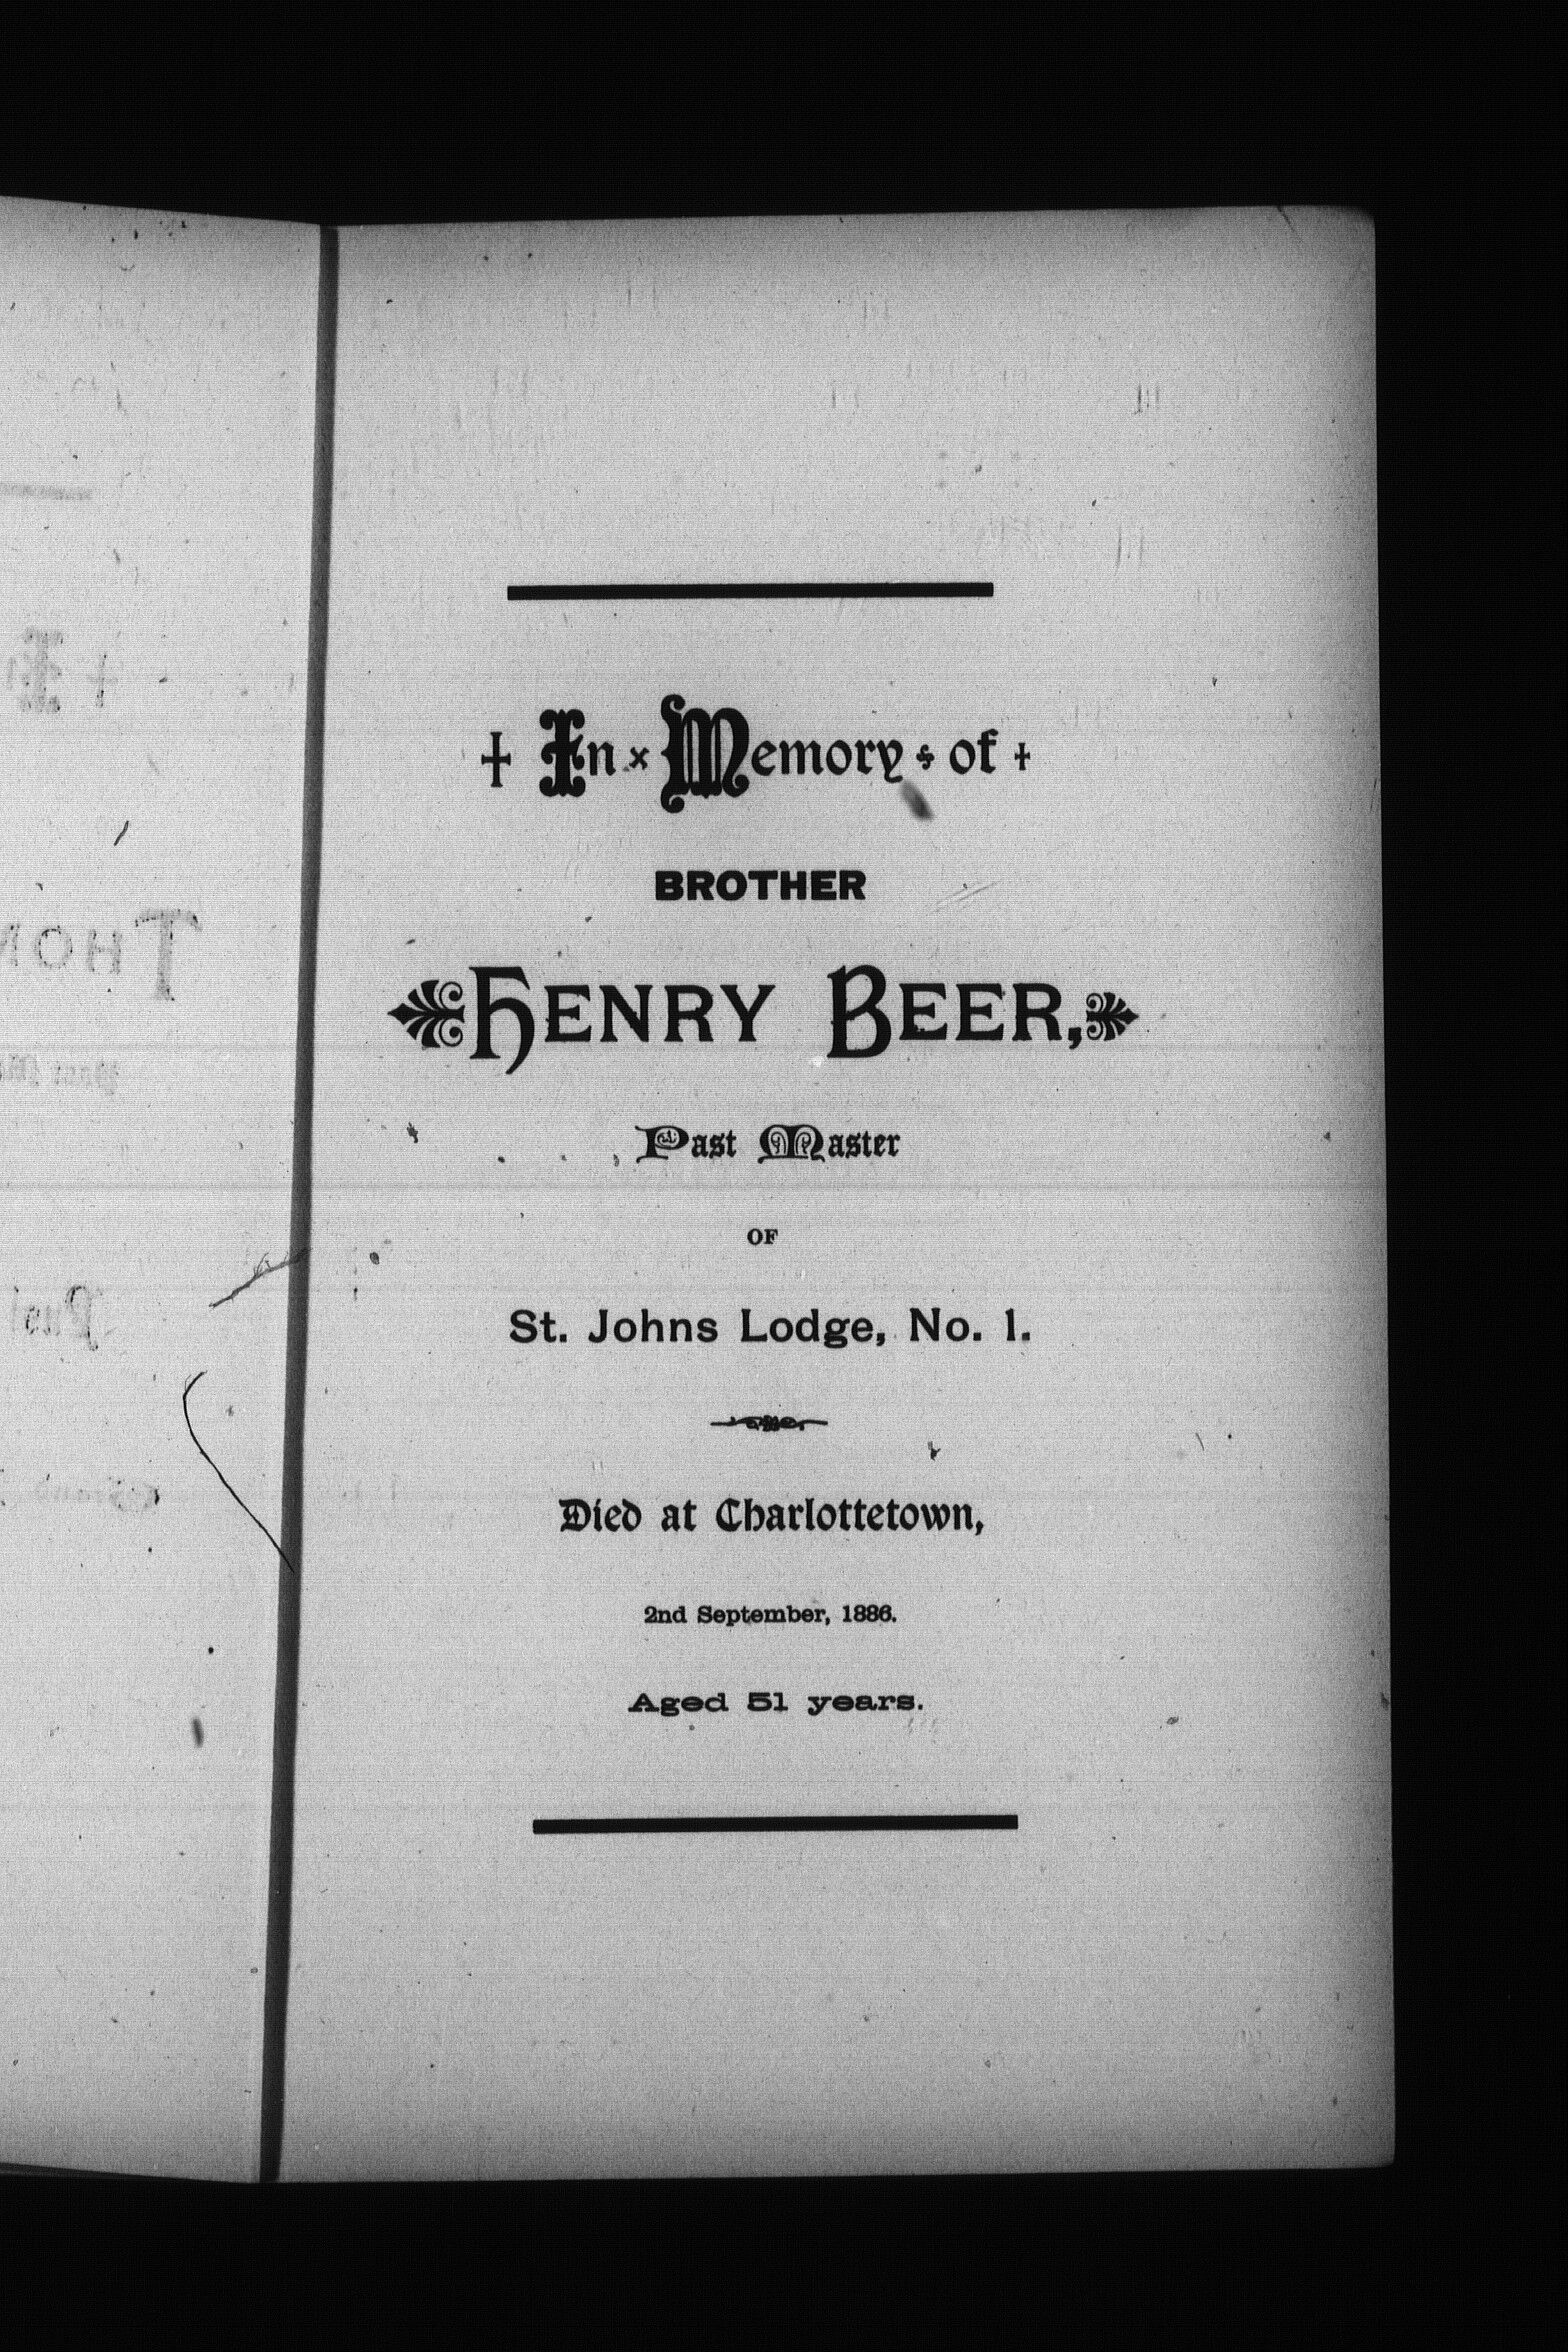 In Memory of
BROTHER
HENRY BEER,
Past Master
OF
St. Johns Lodge, No. 1.
Died at Charlottetown,
2nd September, 1886.
Aged 51 years.